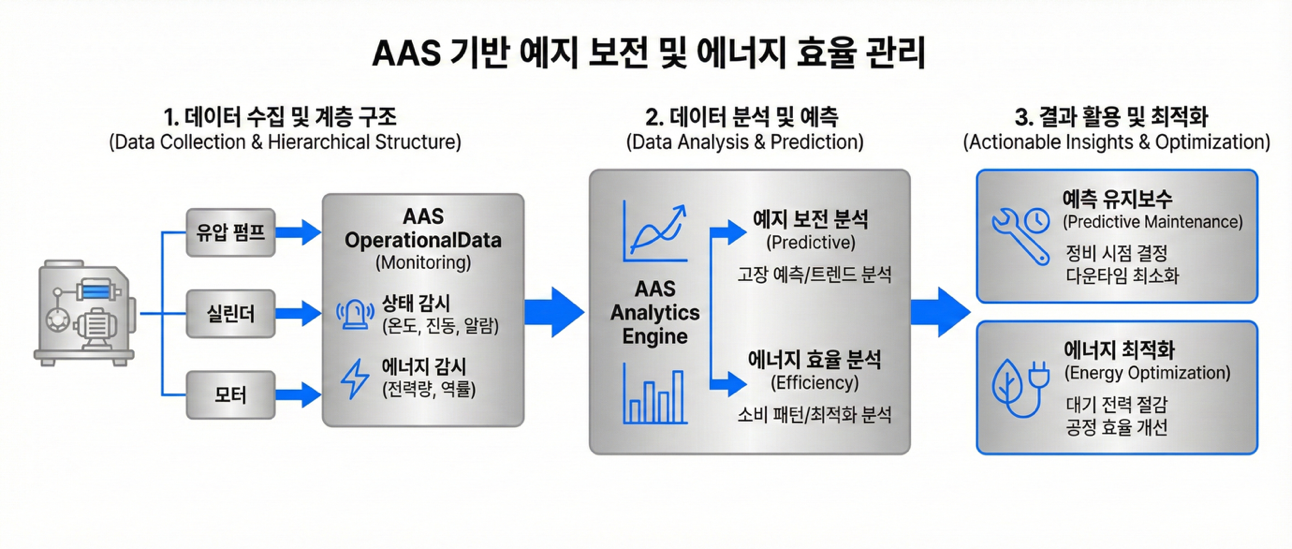 AAS 기반 예지 보전 및 에너지 효율 관리
1. 데이터 수집 및 계층 구조
(Data Collection & Hierarchical Structure)
유압 펌프
실린더
모터
AAS
OperationalData
(Monitoring)
상태 감시
(온도, 진동, 알람)
에너지 감시
(전력량, 역률)
2. 데이터 분석 및 예측
(Data Analysis & Prediction)
AAS
Analytics
Engine
예지 보전 분석
(Predictive)
고장 예측/트렌드 분석
에너지 효율 분석
(Efficiency)
소비 패턴/최적화 분석
3. 결과 활용 및 최적화
(Actionable Insights & Optimization)
예측 유지보수
(Predictive Maintenance)
정비 시점 결정
다운타임 최소화
에너지 최적화
(Energy Optimization)
대기 전력 절감
공정 효율 개선